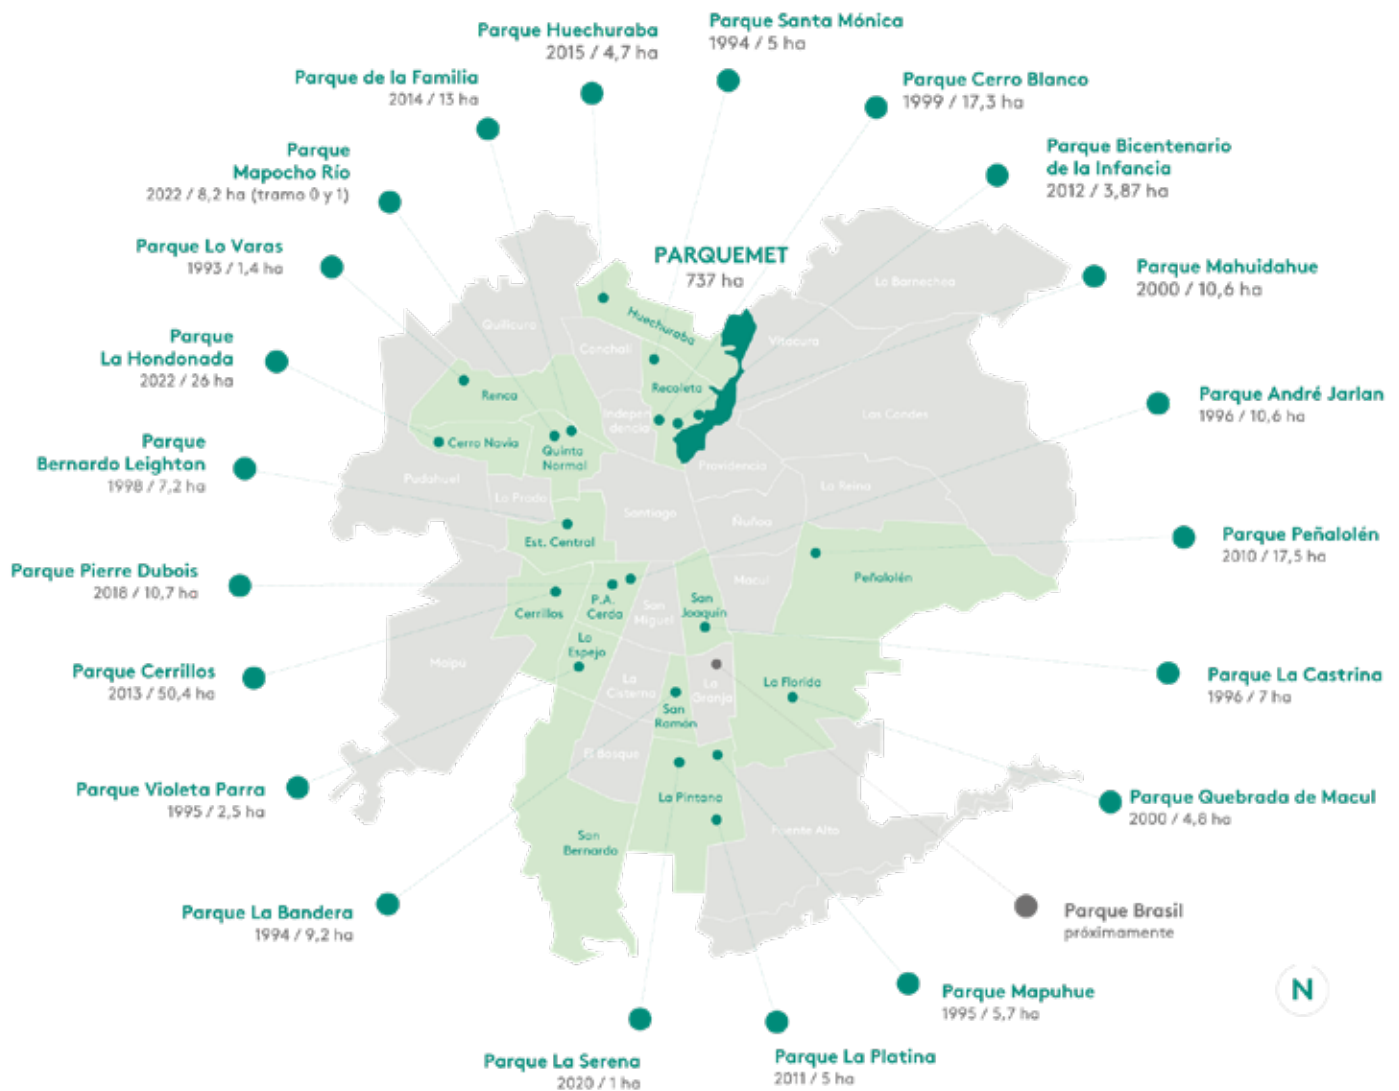 Parque Santa Mónica
1994 / 5 ha
Parque Huechuraba
2015 / 4,7 ha
Parque de la Familia
2014 / 13 ha
Parque Cerro Blanco
1999 / 17,3 ha
Parque
Mapocho Río
2022 / 8,2 ha (tramo 0 y 1)
Parque Bicentenario
de la Infancia
2012 / 3,87 ha
Parque Lo Varas
1993 / 1,4 ha
PARQUEMET
737 ha
Parque Mahuidahue
2000 / 10,6 ha
Parque
La Hondonada
2022 / 26 ha
Parque André Jarlan
1996 / 10,6 ha
Parque
Bernardo Leighton
1998 / 7,2 ha
Parque Peñalolén
2010 / 17,5 ha
Parque Pierre Dubois
2018 / 10,7 ha
Parque Cerrillos
2013 / 50,4 ha
Parque La Castrina
1996 / 7 ha
Parque Violeta Parra
1995 / 2,5 ha
Parque Quebrada de Macul
2000 / 4,8 ha
Parque La Bandera
1994 / 9,2 ha
Parque Brasil
próximamente
Parque Mapuhue
1995 / 5,7 ha
Parque La Serena
2020 / 1 ha
Parque La Platina
2011 / 5 ha
N
Lo Barnechea
Quilicura
Huechuraba
Conchalí
Vitacura
Recoleta
Renca
Indepen
dencia
Las Condes
Cerro Navia
Quinta
Normal
Providencia
Pudahuel
Lo Prado
La Reina
Santiago
Ñuñoa
Est. Central
Macul
Peñalolén
Cerrillos
P.A.
Cerda
San
Miguel
San
Joaquín
Lo
Espejo
Maipú
La
Cisterna
La
Granja
La Florida
San
Ramón
El Bosque
La Pintana
Puente Alto
San
Bernardo